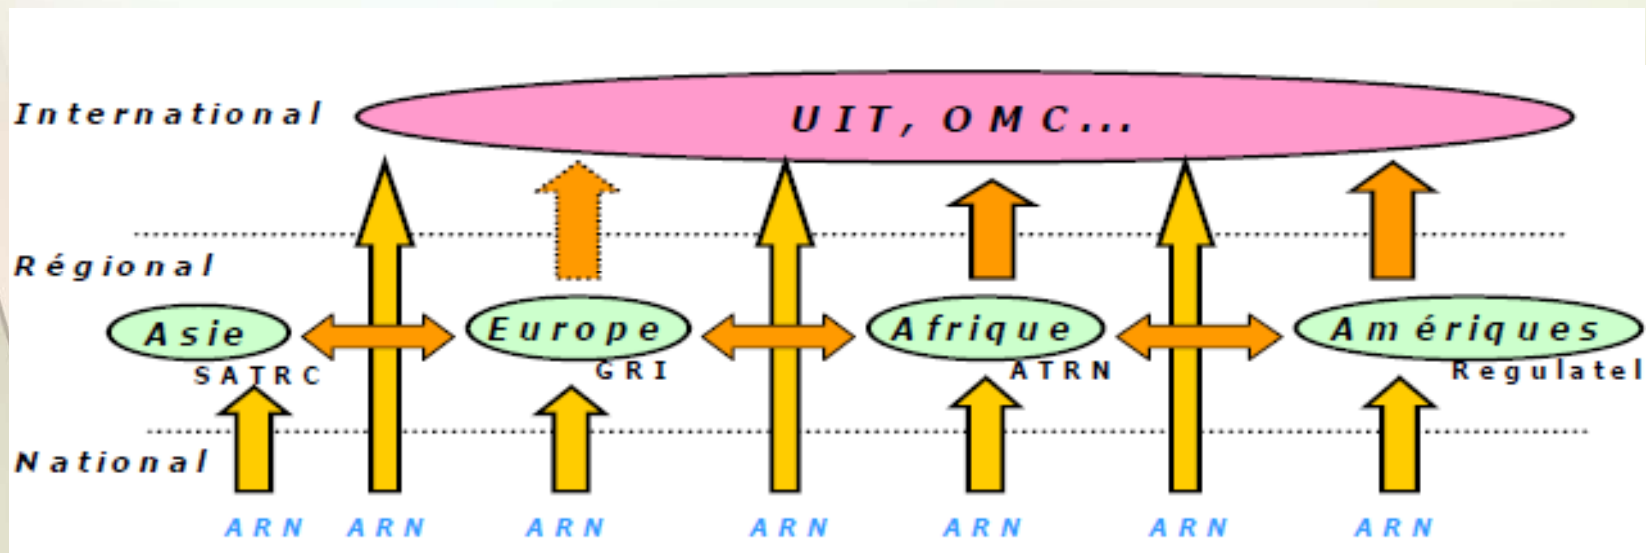 International
UIT, OMC...
Régional
Asie Europe Afrique Amériques
SATRC GRI ATRN Regulatel
National
ARN ARN ARN ARN ARN ARN ARN